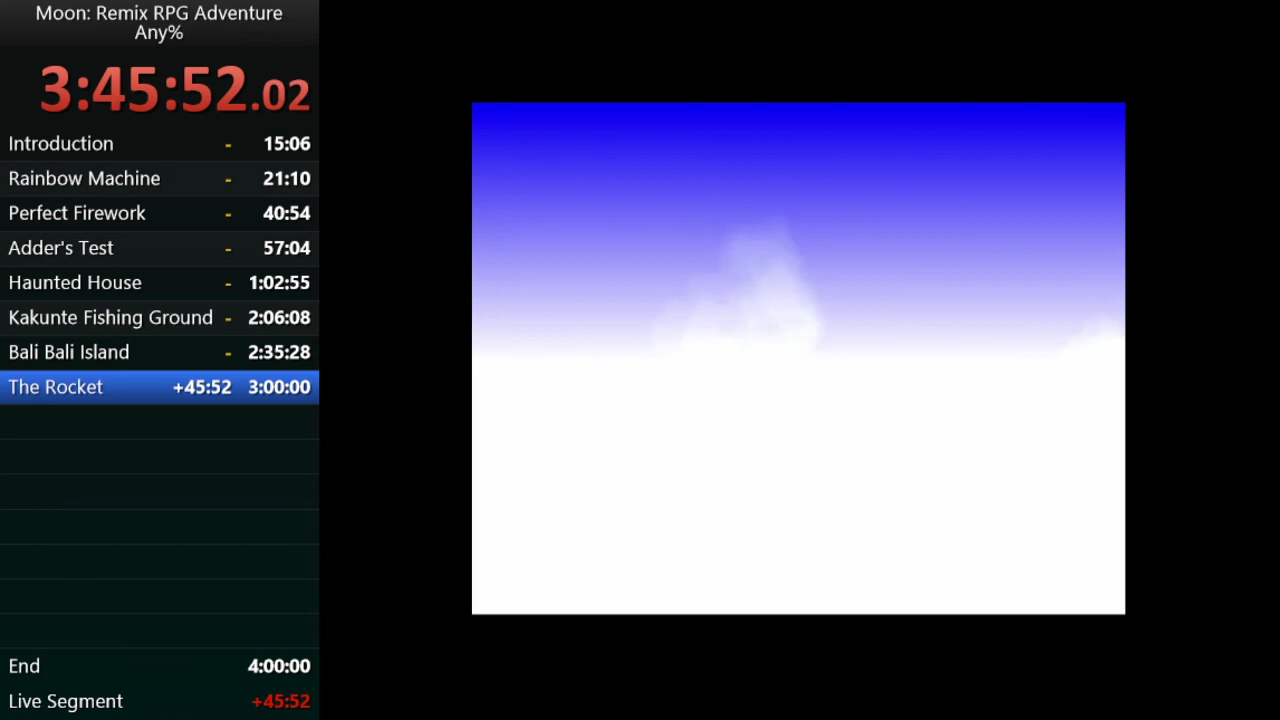 Moon: Remix RPG Adventure
Any%
3:45:52.02
Introduction - 15:06
Rainbow Machine - 21:10
Perfect Firework - 40:54
Adder's Test - 57:04
Haunted House - 1:02:55
Kakunte Fishing Ground - 2:06:08
Bali Bali Island - 2:35:28
The Rocket +45:52 3:00:00
End 4:00:00
Live Segment +45:52